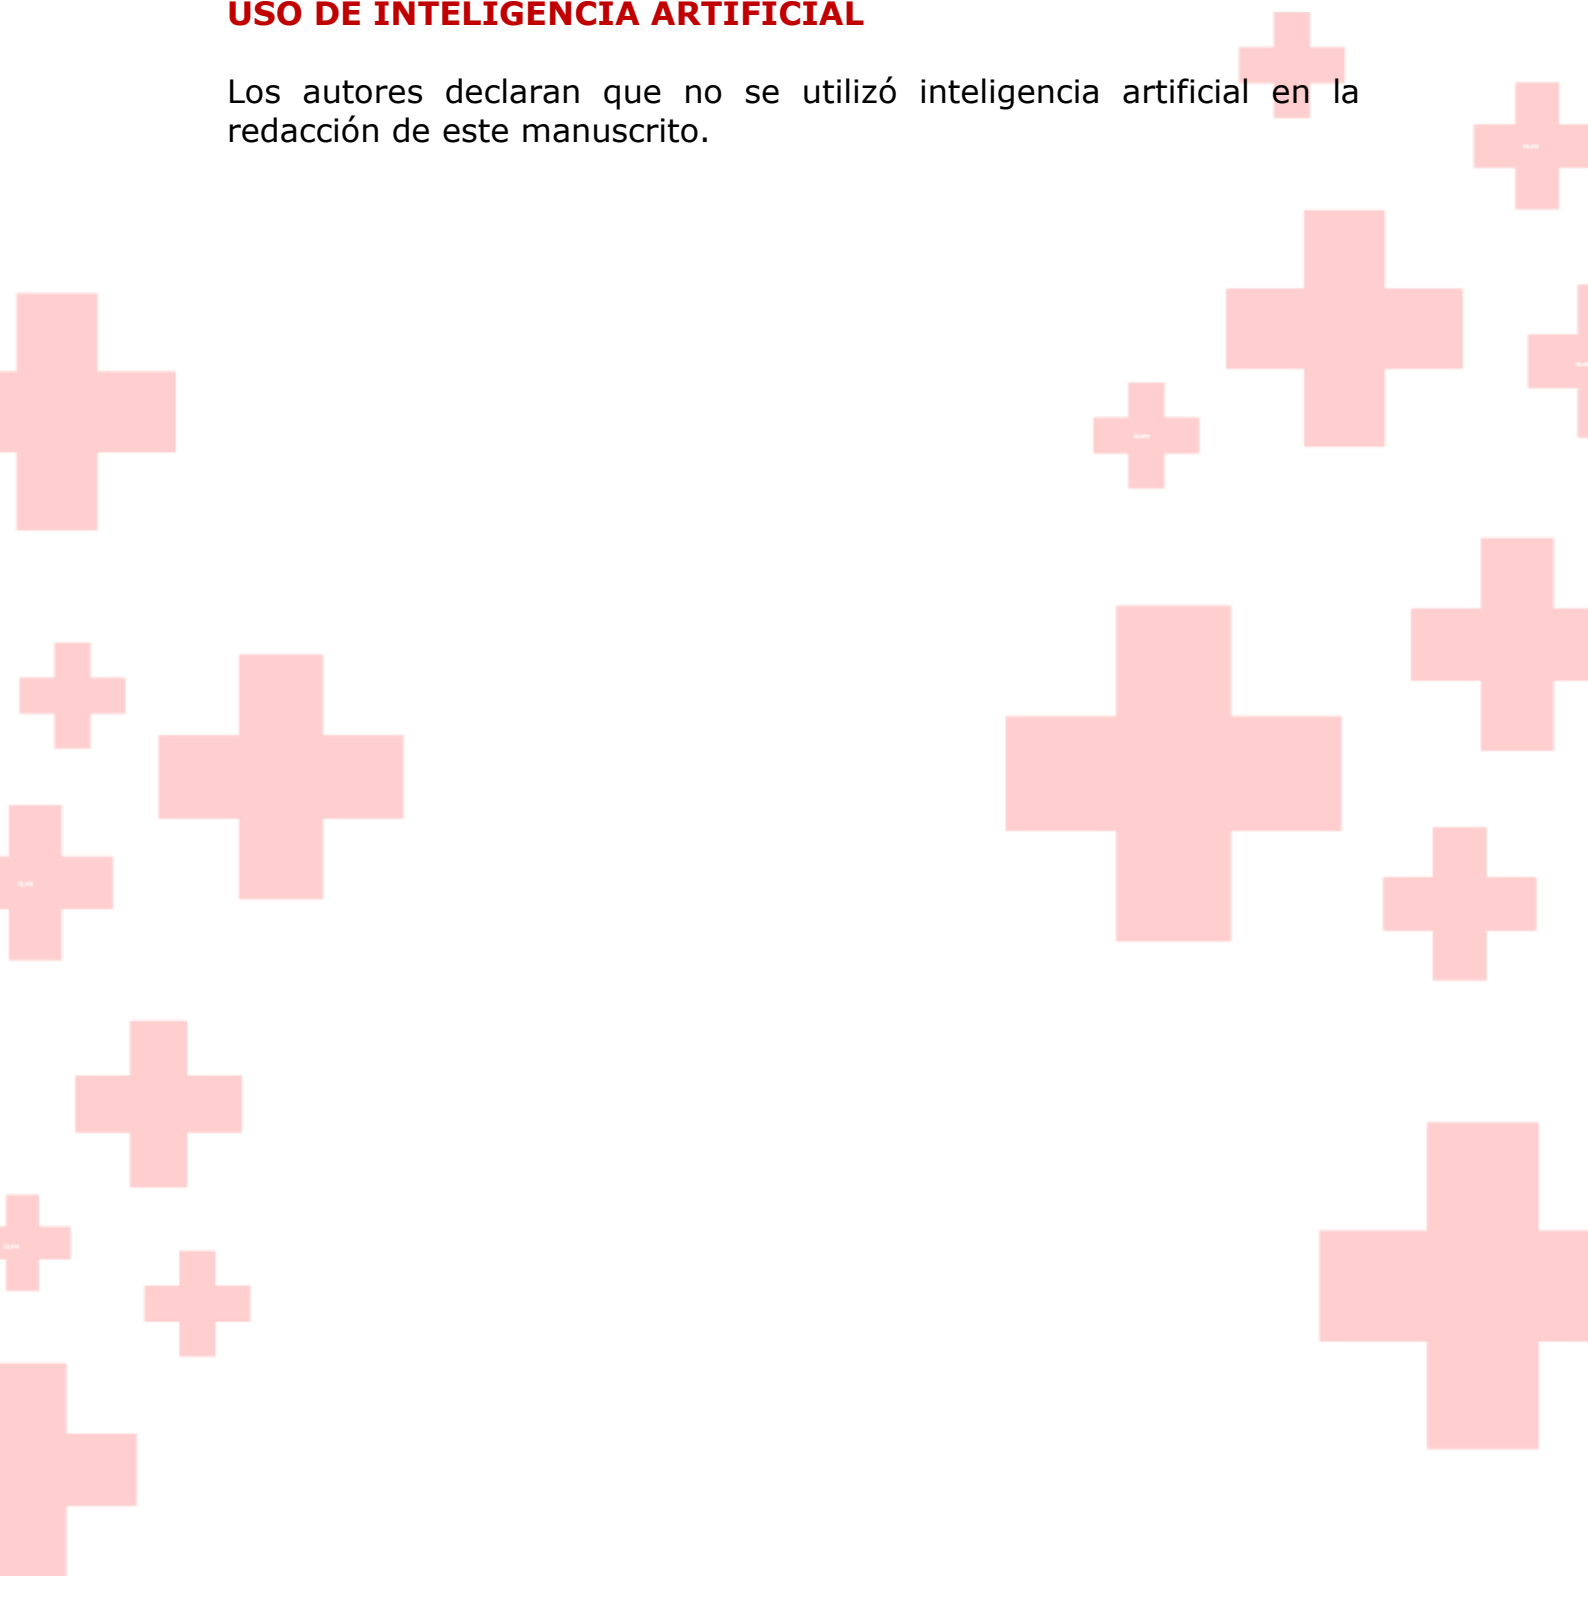 USO DE INTELIGENCIA ARTIFICIAL
Los autores declaran que no se utilizó inteligencia artificial en la
redacción de este manuscrito.